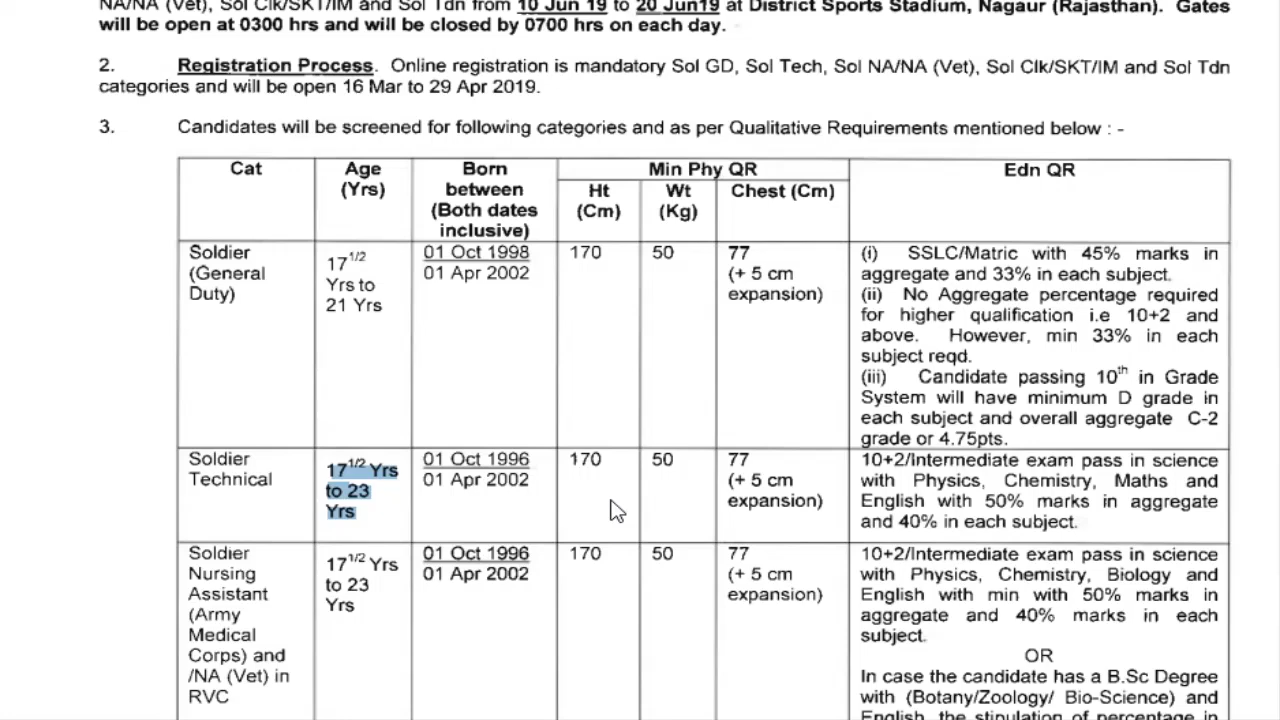 NA/NA (Vet), Sol Clk/SKT/IM and Sol Tdn from 10 Jun 19 to 20 Jun19 at District Sports Stadium, Nagaur (Rajasthan). Gates
will be open at 0300 hrs and will be closed by 0700 hrs on each day.
2. Registration Process. Online registration is mandatory Sol GD, Sol Tech, Sol NA/NA (Vet), Sol Clk/SKT/IM and Sol Tdn
categories and will be open 16 Mar to 29 Apr 2019.
3. Candidates will be screened for following categories and as per Qualitative Requirements mentioned below : -
Cat
Age
(Yrs)
Born
between
(Both dates
inclusive)
Min Phy QR
Ht
(Cm)
Wt
(Kg)
Chest (Cm)
Edn QR
Soldier
(General
Duty)
17 1/2
Yrs to
21 Yrs
01 Oct 1998
01 Apr 2002
170
50
77
(+ 5 cm
expansion)
(i) SSLC/Matric with 45% marks in
aggregate and 33% in each subject.
(ii) No Aggregate percentage required
for higher qualification i.e 10+2 and
above. However, min 33% in each
subject reqd.
(iii) Candidate passing 10th in Grade
System will have minimum D grade in
each subject and overall aggregate C-2
grade or 4.75pts.
Soldier
Technical
17 1/2 Yrs
to 23
Yrs
01 Oct 1996
01 Apr 2002
170
50
77
(+ 5 cm
expansion)
10+2/Intermediate exam pass in science
with Physics, Chemistry, Maths and
English with 50% marks in aggregate
and 40% in each subject.
Soldier
Nursing
Assistant
(Army
Medical
Corps) and
/NA (Vet) in
RVC
17 1/2 Yrs
to 23
Yrs
01 Oct 1996
01 Apr 2002
170
50
77
(+ 5 cm
expansion)
10+2/Intermediate exam pass in science
with Physics, Chemistry, Biology and
English with min with 50% marks in
aggregate and 40% marks in each
subject.
OR
In case the candidate has a B.Sc Degree
with (Botany/Zoology/ Bio-Science) and
English, the stipulation of percentage in